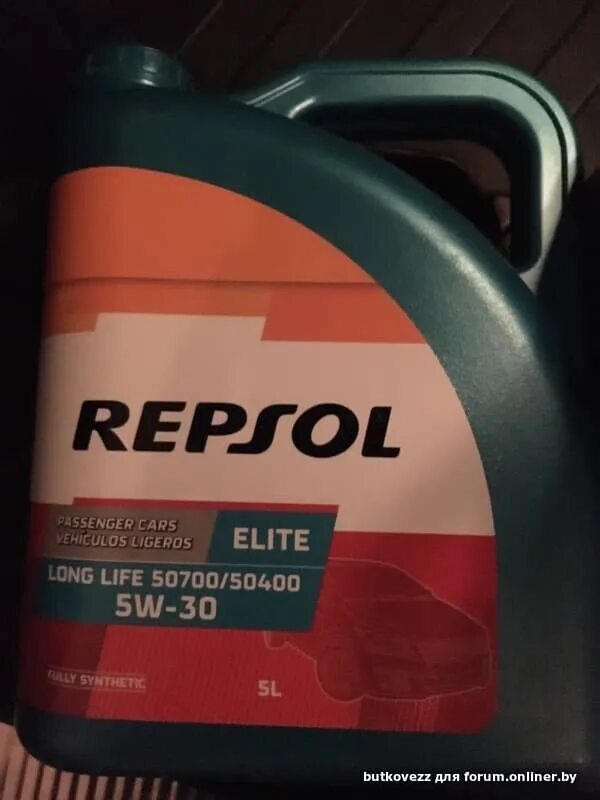 REPSOL
PASSENGER CARS
VEHÍCULOS LIGEROS
ELITE
LONG LIFE 50700/50400
5W-30
FULLY SYNTHETIC
5L
butkovezz для forum.onliner.by